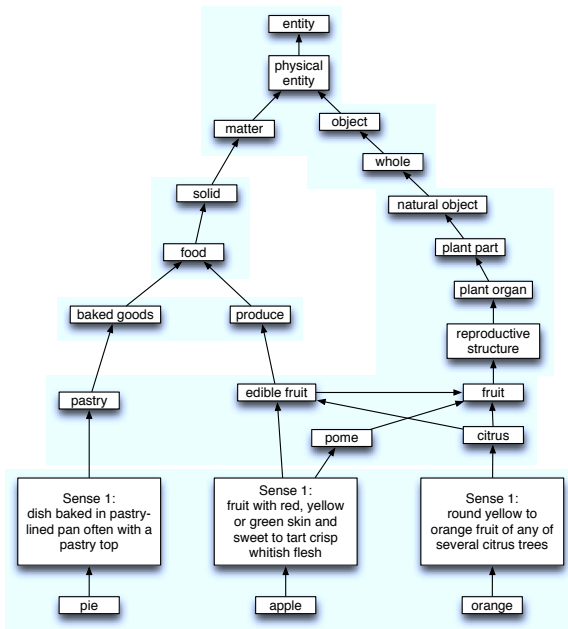 entity
physical
entity
matter
object
whole
solid
natural object
plant part
food
plant organ
baked goods
produce
reproductive
structure
edible fruit
fruit
pastry
pome
citrus
Sense 1:
dish baked in pastry-
lined pan often with a
pastry top
Sense 1:
fruit with red, yellow
or green skin and
sweet to tart crisp
whitish flesh
Sense 1:
round yellow to
orange fruit of any of
several citrus trees
pie
apple
orange